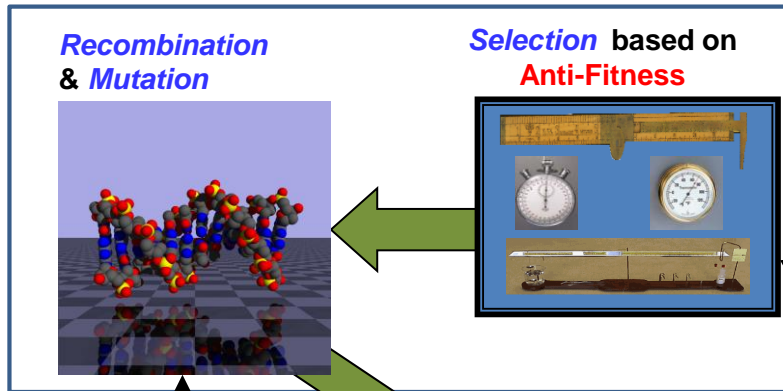 Recombination
& Mutation
Selection based on
Anti-Fitness